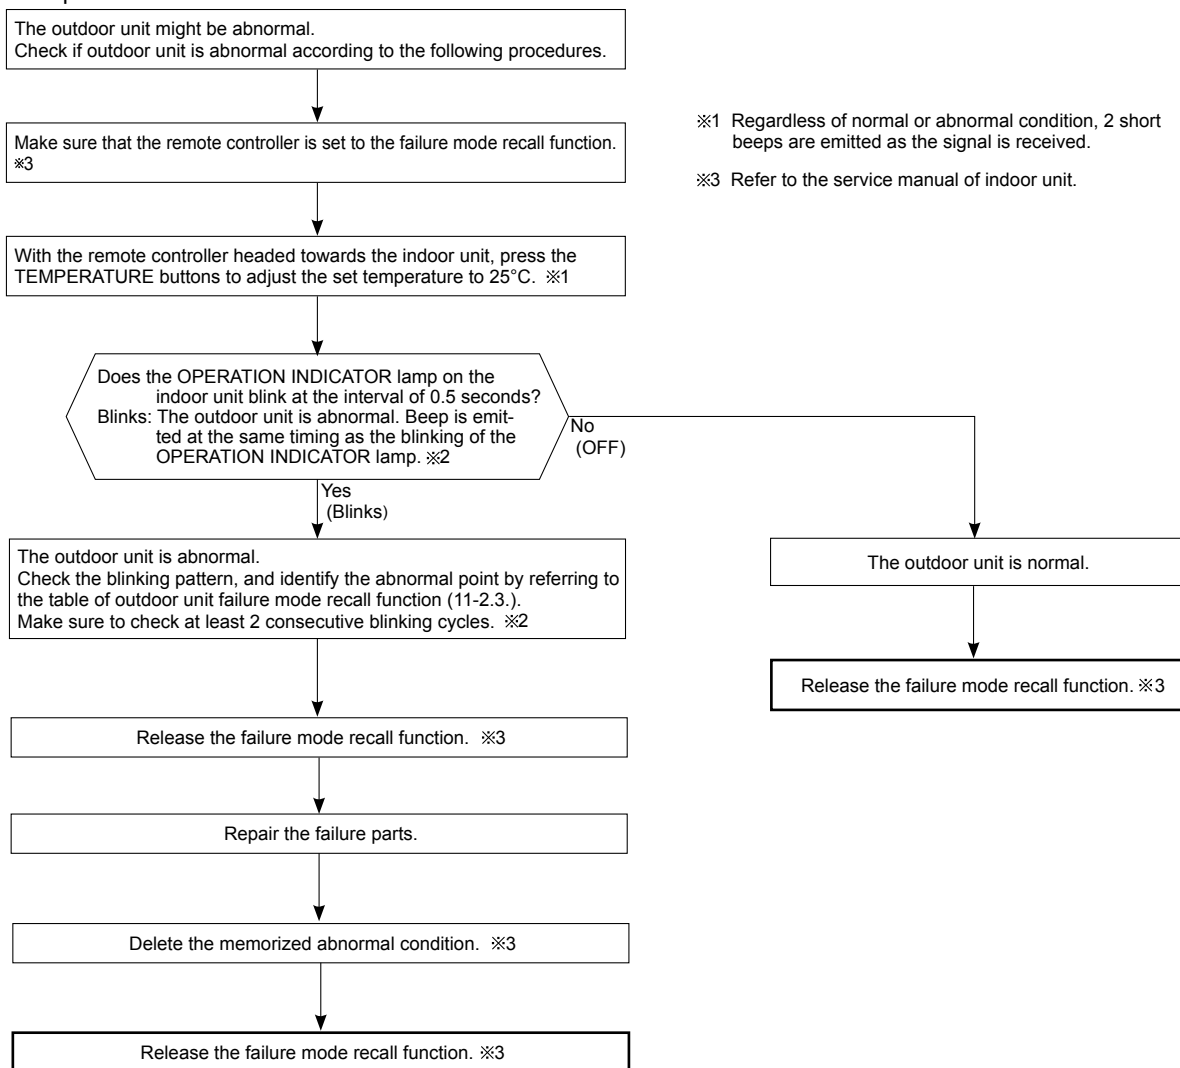 The outdoor unit might be abnormal.
Check if outdoor unit is abnormal according to the following procedures.
Make sure that the remote controller is set to the failure mode recall function.
※3
※1 Regardless of normal or abnormal condition, 2 short
beeps are emitted as the signal is received.
※3 Refer to the service manual of indoor unit.
With the remote controller headed towards the indoor unit, press the
TEMPERATURE buttons to adjust the set temperature to 25°C. ※1
Does the OPERATION INDICATOR lamp on the
indoor unit blink at the interval of 0.5 seconds?
Blinks: The outdoor unit is abnormal. Beep is emit-
ted at the same timing as the blinking of the
OPERATION INDICATOR lamp. ※2
No
(OFF)
Yes
(Blinks)
The outdoor unit is abnormal.
Check the blinking pattern, and identify the abnormal point by referring to
the table of outdoor unit failure mode recall function (11-2.3.).
Make sure to check at least 2 consecutive blinking cycles. ※2
The outdoor unit is normal.
Release the failure mode recall function. ※3
Release the failure mode recall function. ※3
Repair the failure parts.
Delete the memorized abnormal condition. ※3
Release the failure mode recall function. ※3